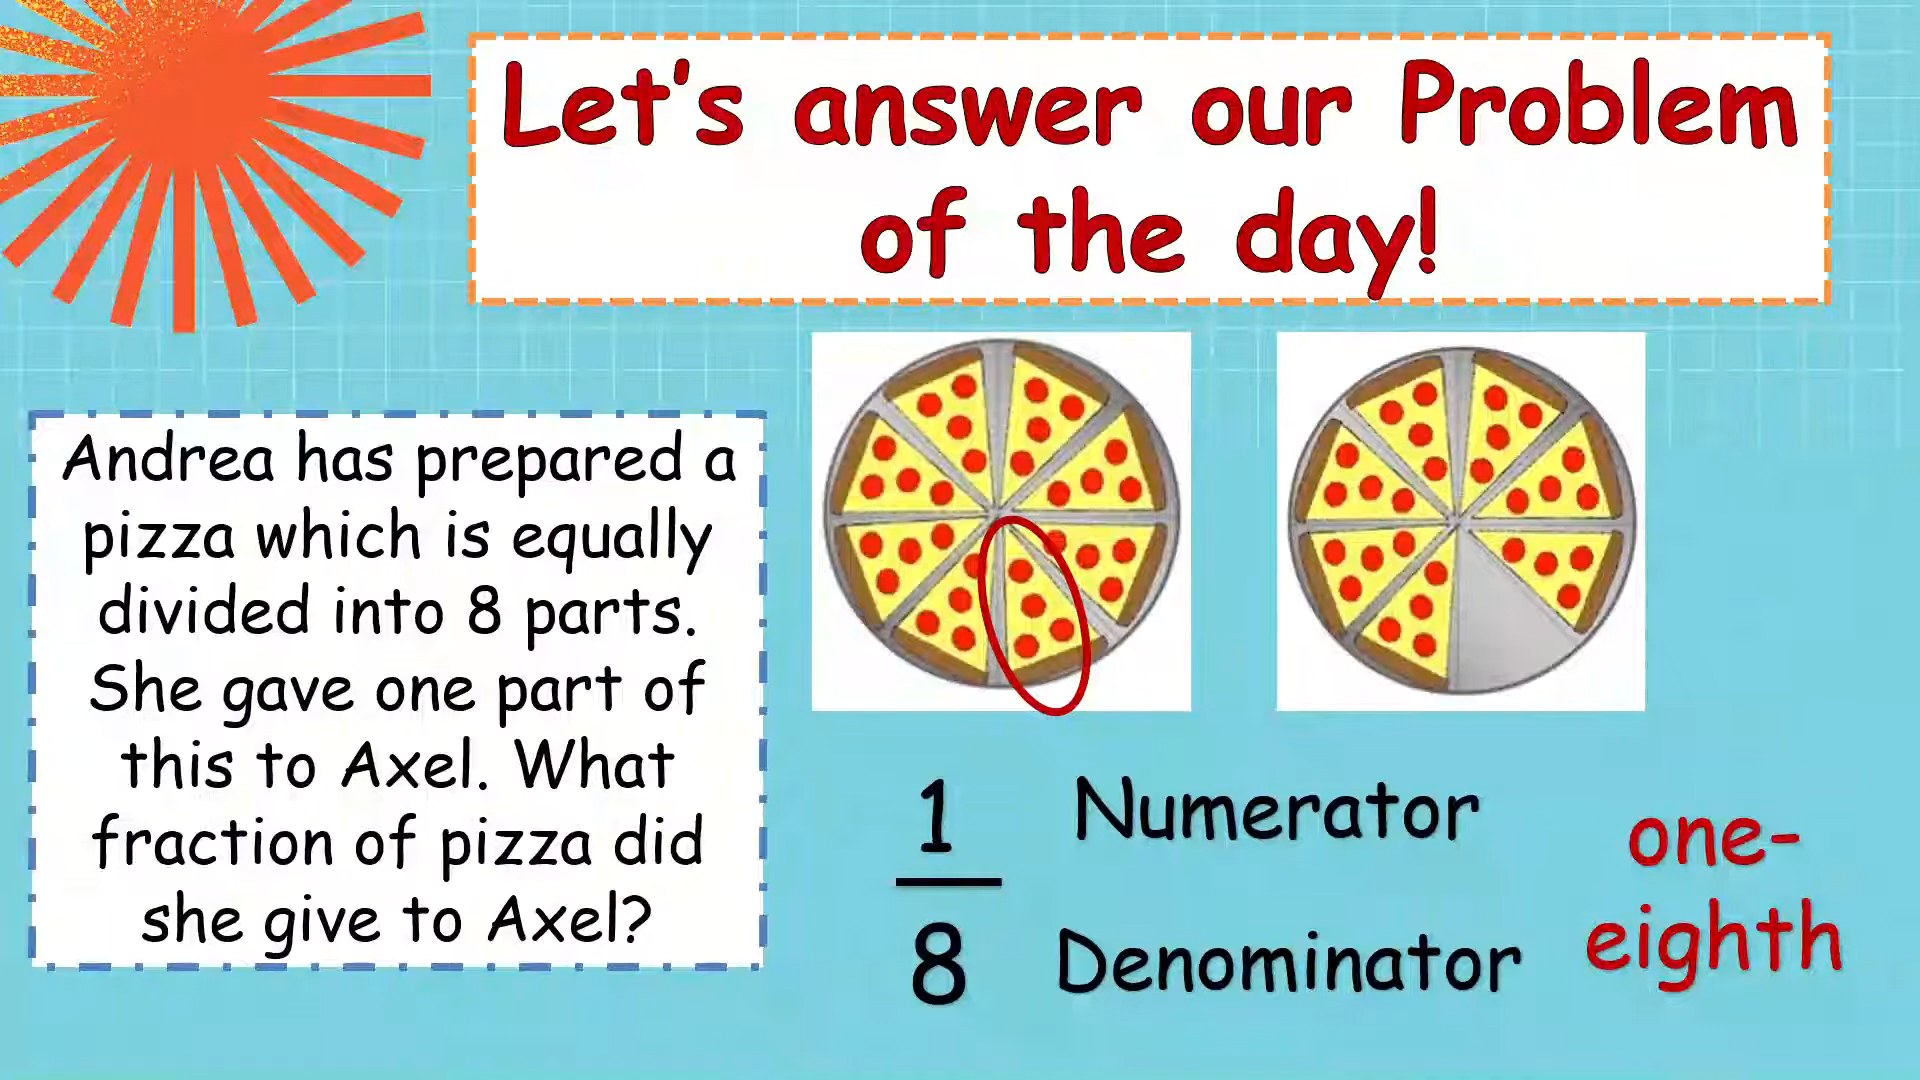 Let's answer our Problem
of the day!
Andrea has prepared a
pizza which is equally
divided into 8 parts.
She gave one part of
this to Axel. What
fraction of pizza did
she give to Axel?
1
8
Numerator
Denominator
one-
eighth